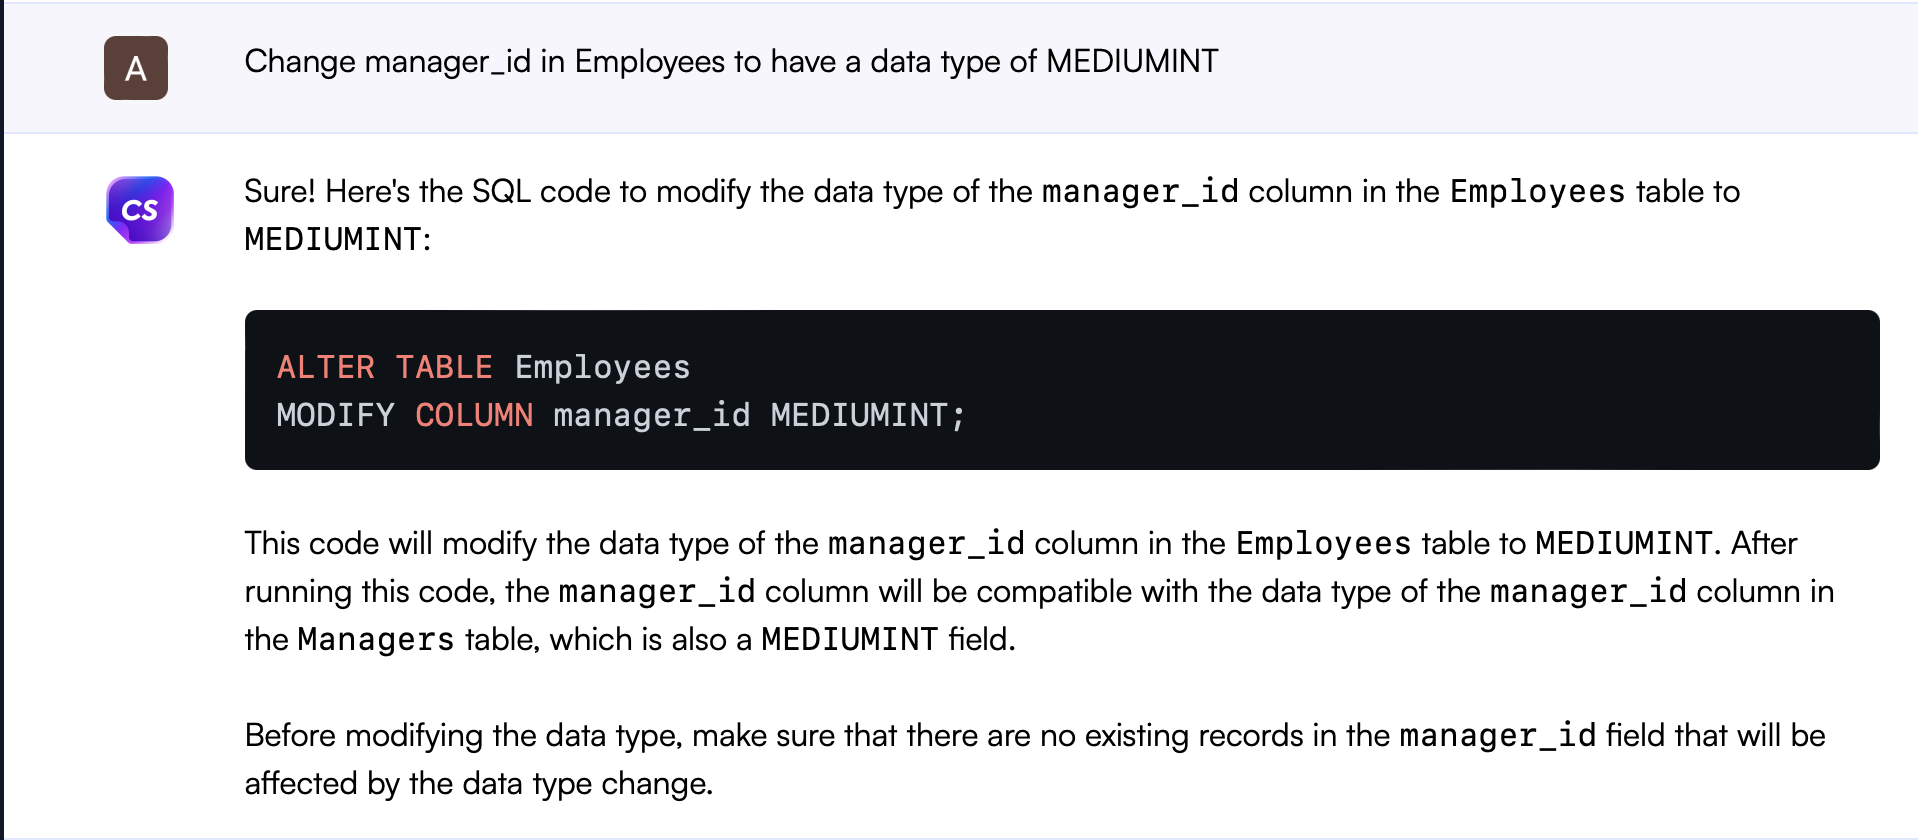 A
Change manager_id in Employees to have a data type of MEDIUMINT
CS
Sure! Here's the SQL code to modify the data type of the manager_id column in the Employees table to
MEDIUMINT:
ALTER TABLE Employees
MODIFY COLUMN manager_id MEDIUMINT;
This code will modify the data type of the manager_id column in the Employees table to MEDIUMINT. After
running this code, the manager_id column will be compatible with the data type of the manager_id column in
the Managers table, which is also a MEDIUMINT field.
Before modifying the data type, make sure that there are no existing records in the manager_id field that will be
affected by the data type change.